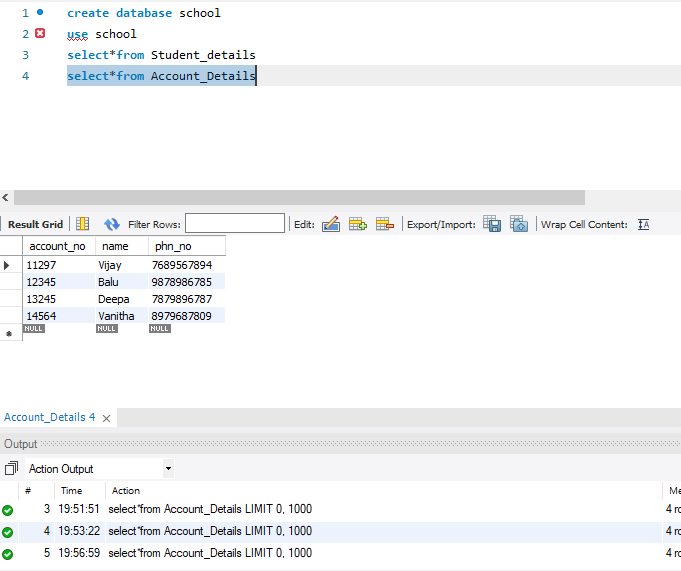 1 create database school
2 use school
3 select*from Student_details
4 select*from Account_Details
Result Grid Filter Rows: Edit: Export/Import: Wrap Cell Content:
account_no name phn_no
11297 Vijay 7689567894
12345 Balu 9878986785
13245 Deepa 7879896787
14564 Vanitha 8979687809
NULL NULL NULL
Account_Details 4
Output
Action Output
# Time Action Me
3 19:51:51 select*from Account_Details LIMIT 0, 1000 4 ro
4 19:53:22 select*from Account_Details LIMIT 0, 1000 4 ro
5 19:56:59 select*from Account_Details LIMIT 0, 1000 4 ro